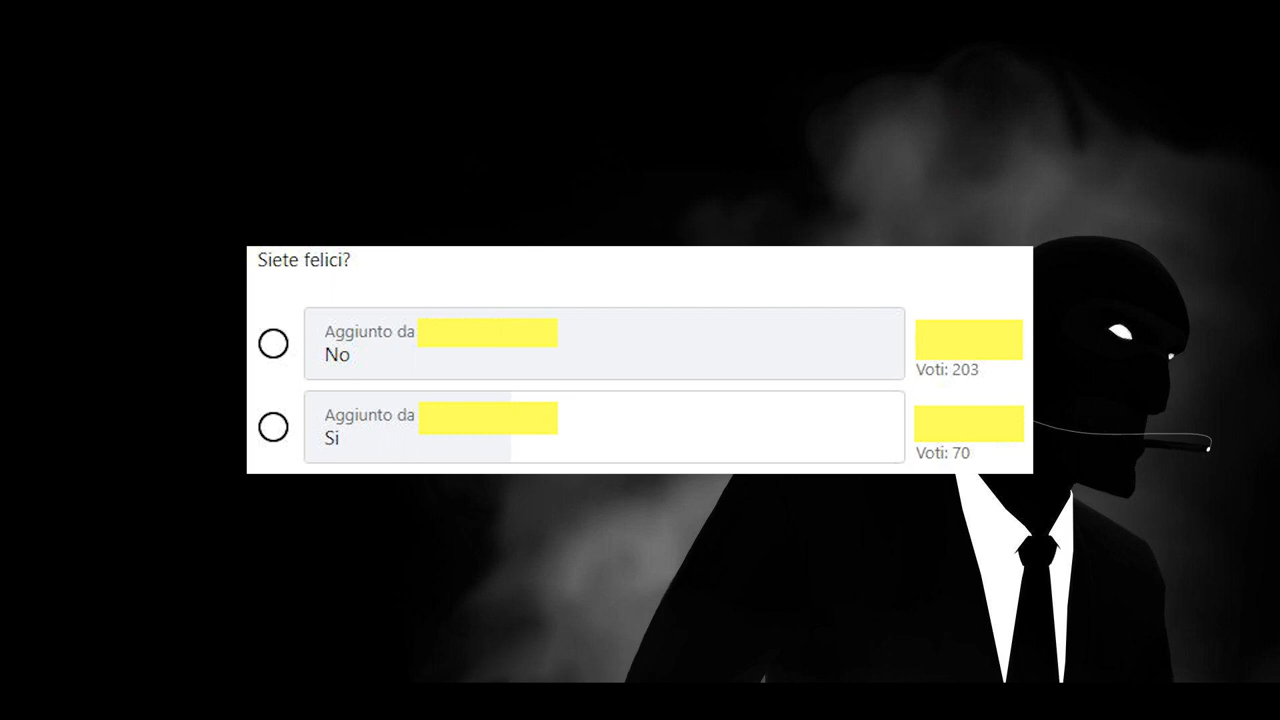 Siete felici?
Aggiunto da
No
Voti: 203
Aggiunto da
Si
Voti: 70